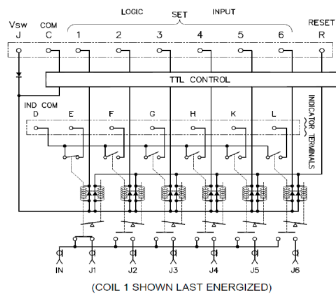 LOGIC SET INPUT
Vsw COM RESET
J C 1 2 3 4 5 6 R
TTL CONTROL
IND COM
D E F G H K L
INDICATOR TERMINALS
IN J1 J2 J3 J4 J5 J6
(COIL 1 SHOWN LAST ENERGIZED)